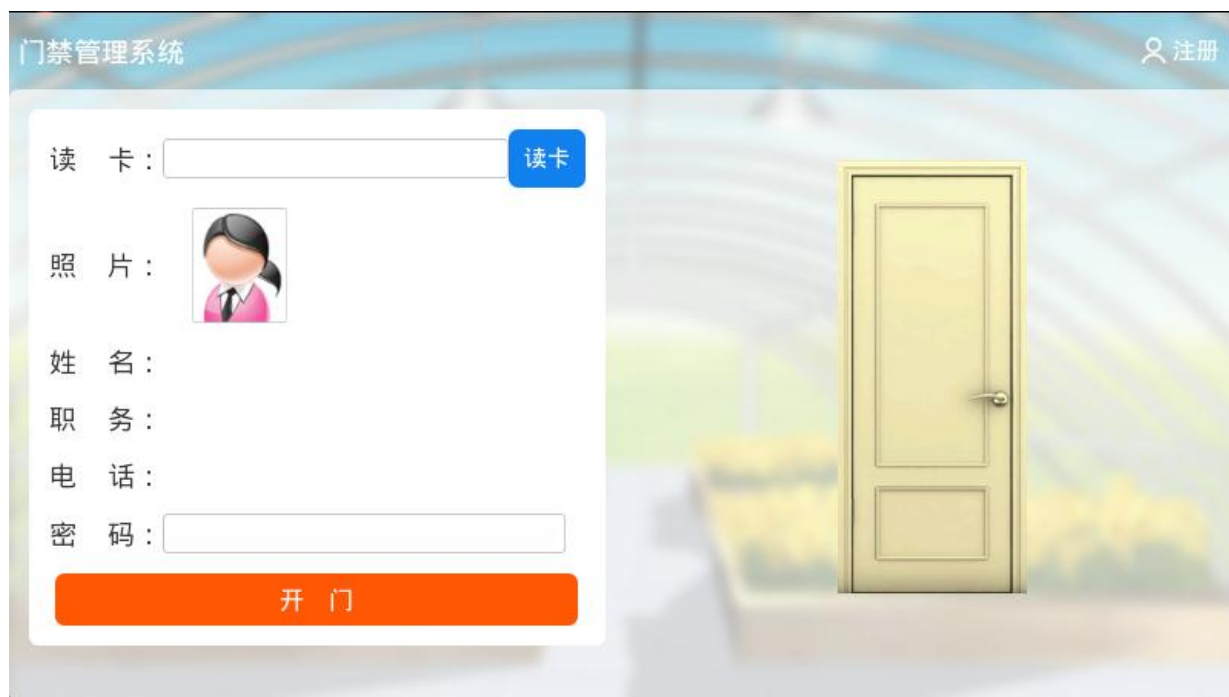 门禁管理系统
注册
读 卡： 读卡
照 片：
姓 名：
职 务：
电 话：
密 码：
开 门